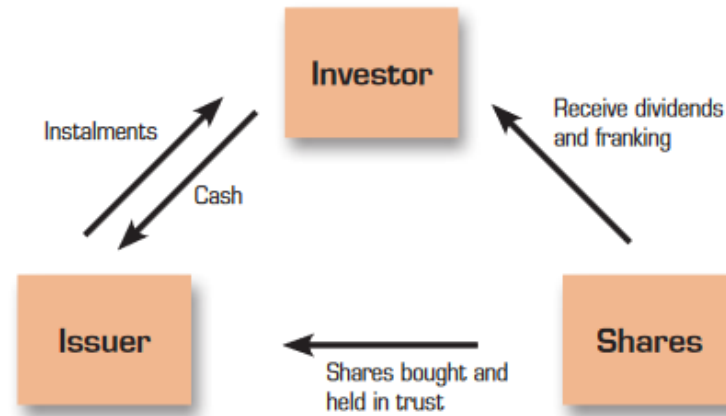 Investor
Instalments
Receive dividends
and franking
Cash
Issuer
Shares
Shares bought and
held in trust